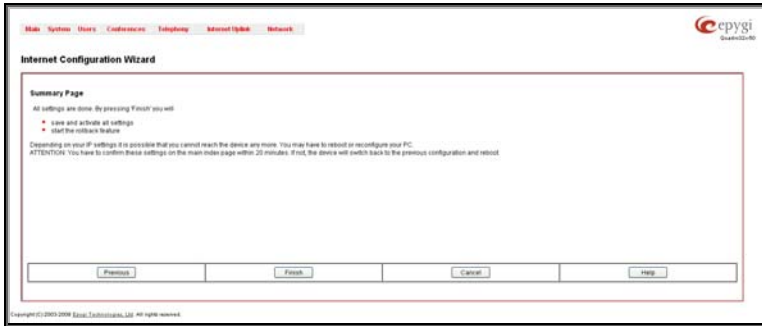 Main System Users Conferences Telephony Internet Uplink Network
epygi
Internet Configuration Wizard
Summary Page
All settings are done. By pressing 'Finish' you will
save and activate all settings
start the rollback feature
Depending on your IP settings it is possible that you cannot reach the device any more. You may have to reboot or reconfigure your PC.
ATTENTION: You have to confirm these settings on the main index page within 20 minutes. If not, the device will switch back to the previous configuration and reboot.
Previous Finish Cancel Help
Copyright (C) 2003-2008 Epygi Technologies, Ltd. All rights reserved.